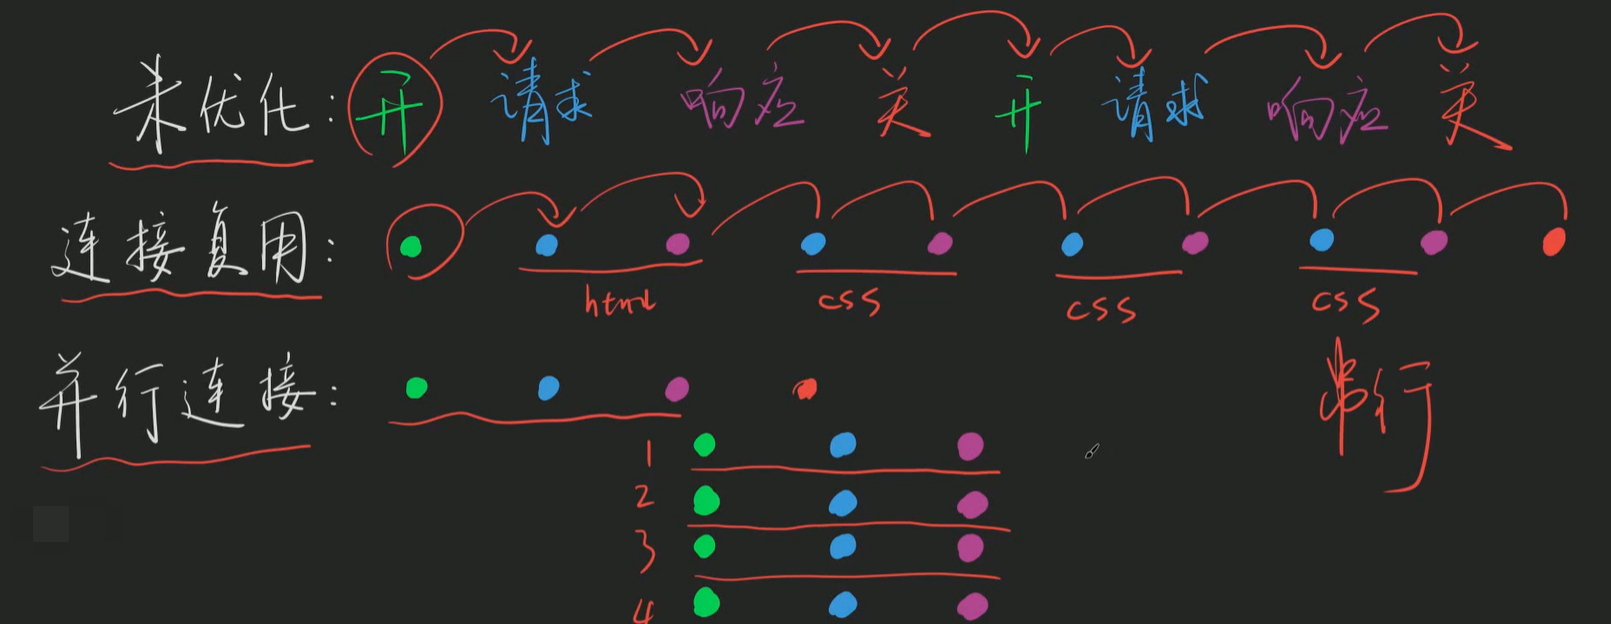 未优化: 开 请求 响应 关 开 请求 响应 关
连接复用:
html css css css
并行连接:
串行
1
2
3
4